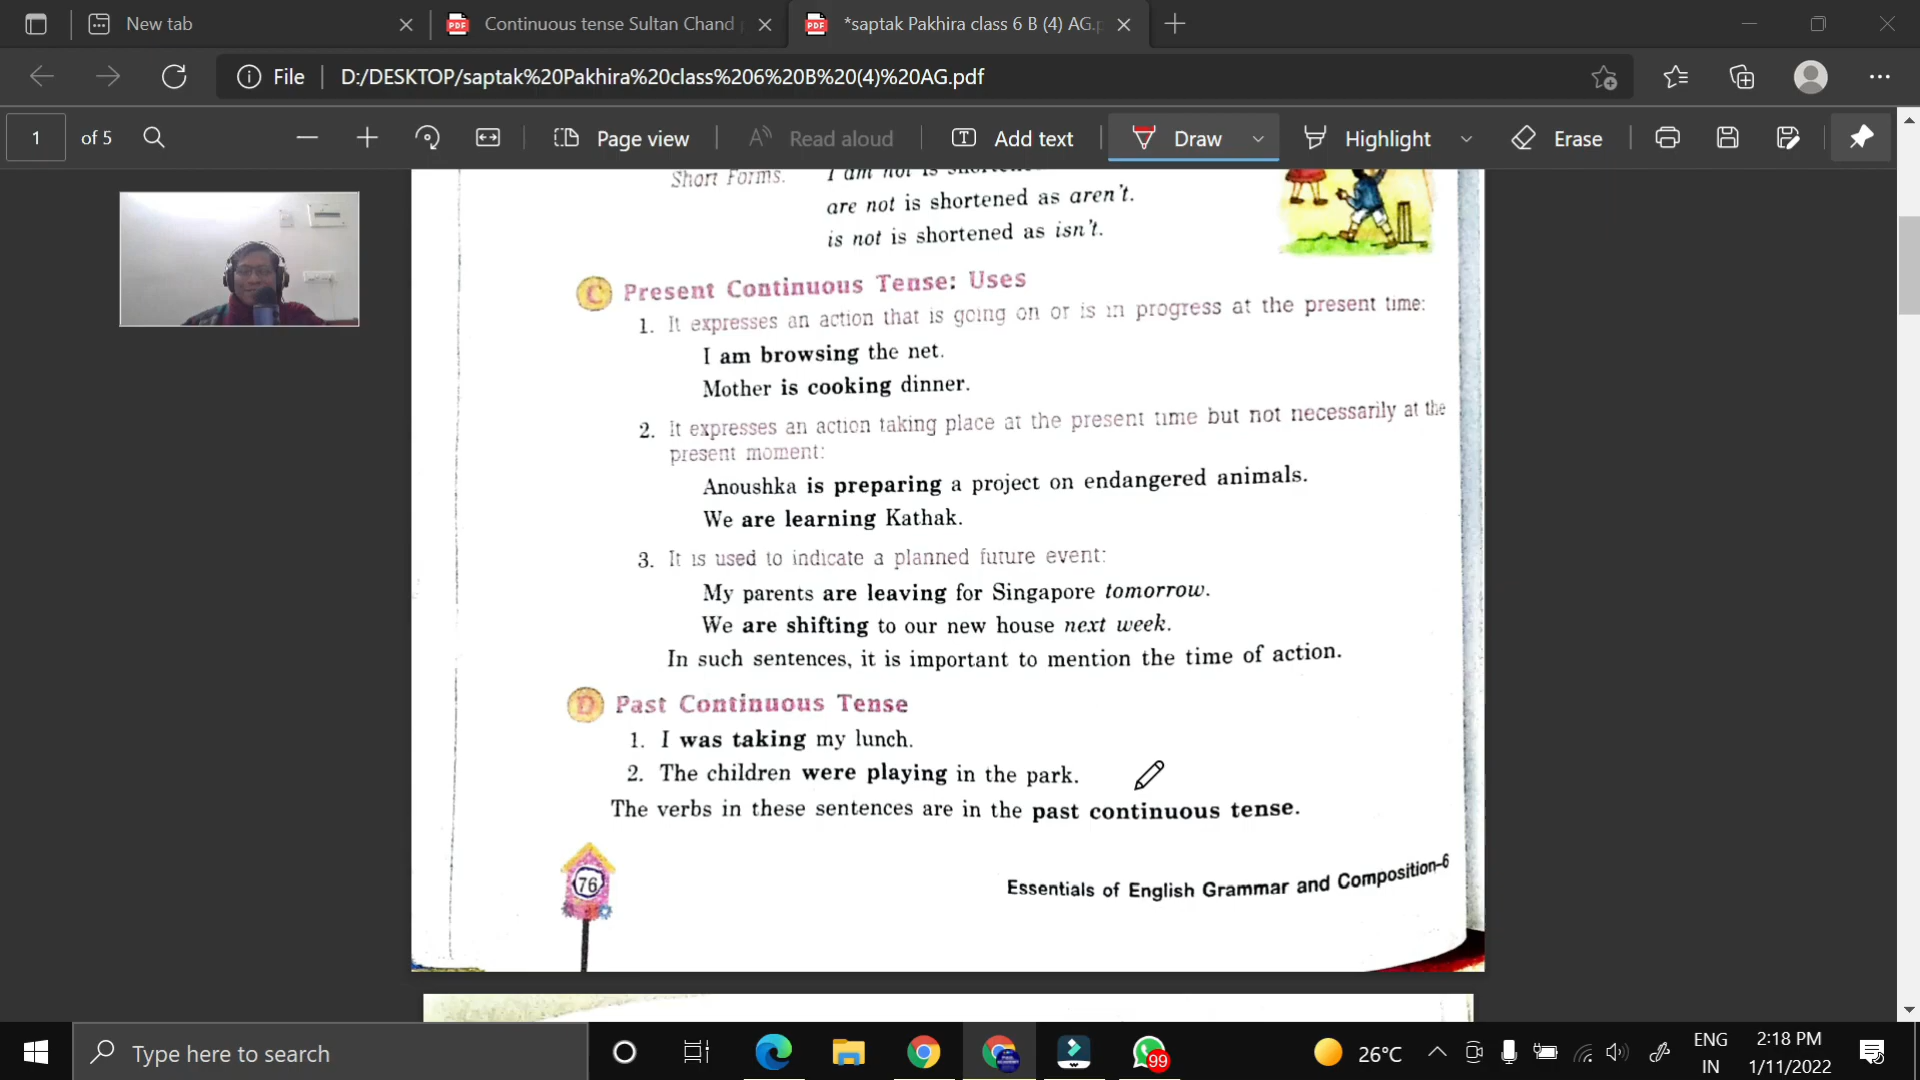 New tab
Continuous tense Sultan Chand
*saptak Pakhira class 6 B (4) AG.p
File
D:/DESKTOP/saptak%20Pakhira%20class%206%20B%20(4)%20AG.pdf
1 of 5
Page view
Read aloud
Add text
Draw
Highlight
Erase
Short Forms. I am not is
are not is shortened as aren't.
is not is shortened as isn't.
C Present Continuous Tense: Uses
1. It expresses an action that is going on or is in progress at the present time:
I am browsing the net.
Mother is cooking dinner.
2. It expresses an action taking place at the present time but not necessarily at the
present moment:
Anoushka is preparing a project on endangered animals.
We are learning Kathak.
3. It is used to indicate a planned future event:
My parents are leaving for Singapore tomorrow.
We are shifting to our new house next week.
In such sentences, it is important to mention the time of action.
D Past Continuous Tense
1. I was taking my lunch.
2. The children were playing in the park.
The verbs in these sentences are in the past continuous tense.
76
Essentials of English Grammar and Composition-6
Type here to search
99
26°C
ENG
IN
2:18 PM
1/11/2022